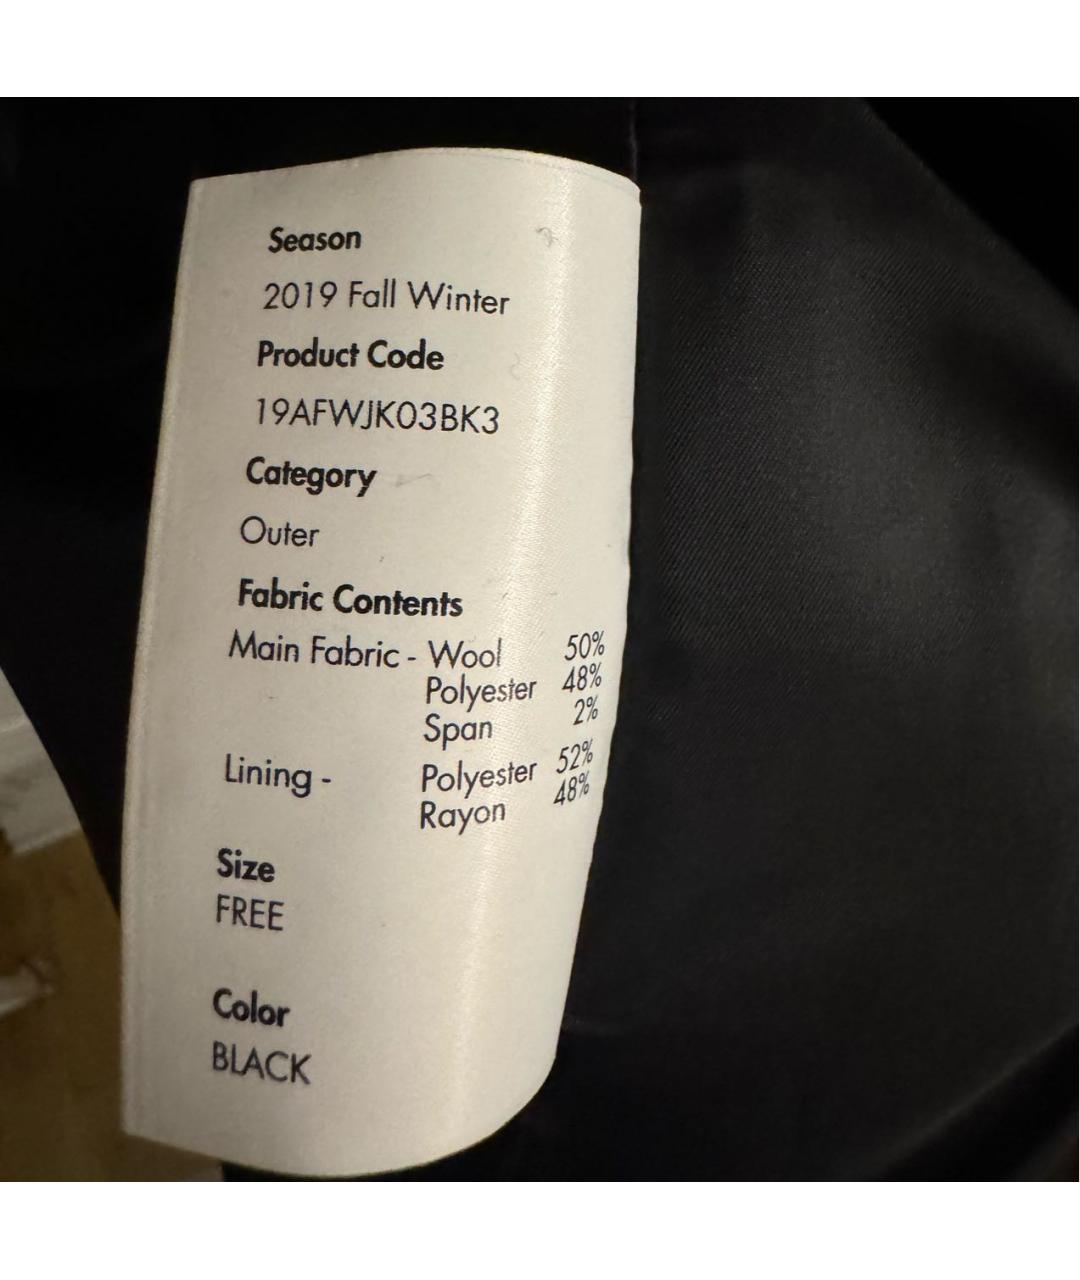 Season
2019 Fall Winter
Product Code
19AFWJK03BK3
Category
Outer
Fabric Contents
Main Fabric - Wool 50%
Polyester 48%
Span 2%
Lining - Polyester 52%
Rayon 48%
Size
FREE
Color
BLACK